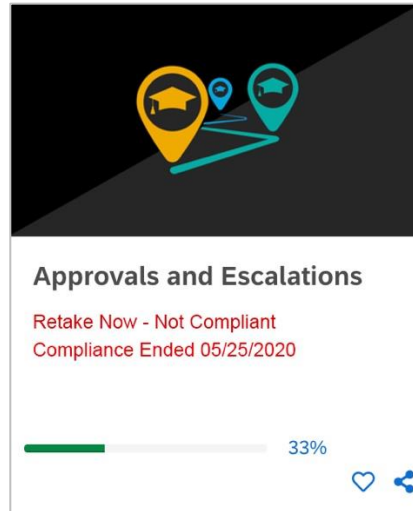 Approvals and Escalations
Retake Now - Not Compliant
Compliance Ended 05/25/2020
33%